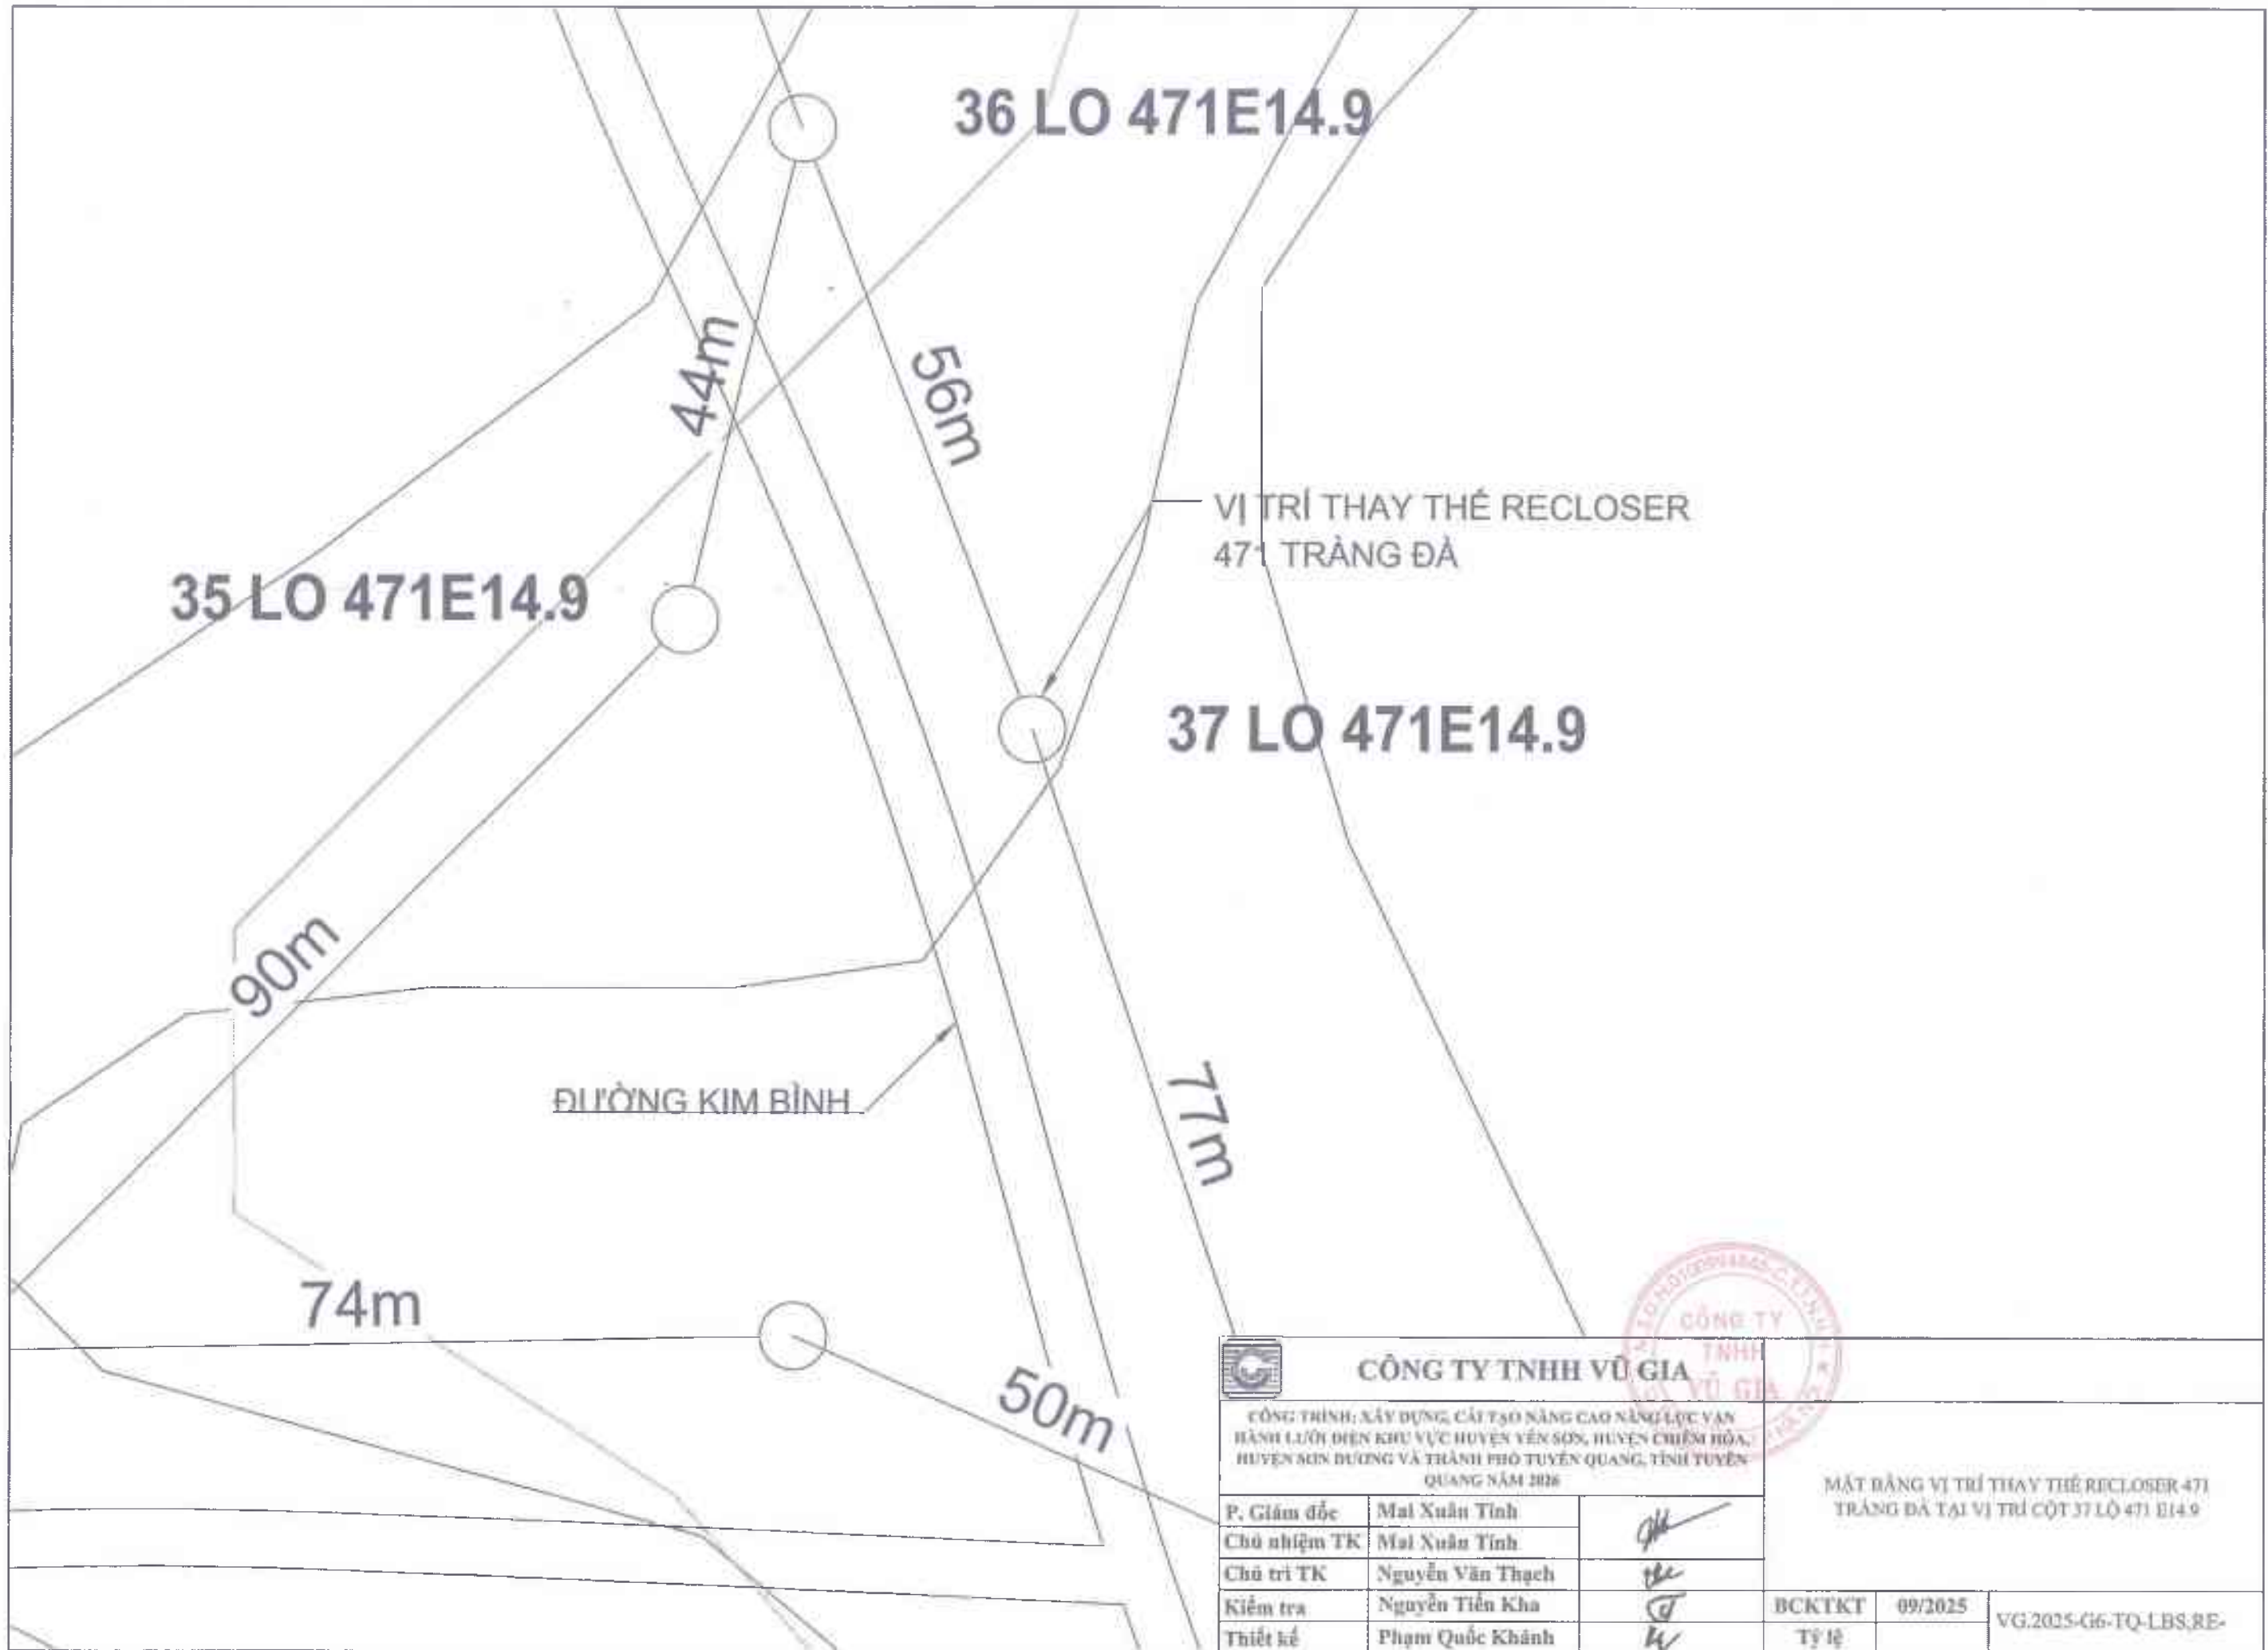 36 LO 471E14.9
44m
56m
VỊ TRÍ THAY THẾ RECLOSER
471 TRÀNG ĐÀ
35 LO 471E14.9
37 LO 471E14.9
90m
ĐƯỜNG KIM BÌNH
77m
74m
50m
CÔNG TY
TNHH
VŨ GIA
CÔNG TY TNHH VŨ GIA
CÔNG TRÌNH: XÂY DỰNG, CẢI TẠO NÂNG CAO NĂNG LỰC VẬN
HÀNH LƯỚI ĐIỆN KHU VỰC HUYỆN YÊN SƠN, HUYỆN CHIÊM HÓA,
HUYỆN SƠN DƯƠNG VÀ THÀNH PHỐ TUYÊN QUANG, TỈNH TUYÊN
QUANG NĂM 2026
MẶT BẰNG VỊ TRÍ THAY THẾ RECLOSER 471
TRÀNG ĐÀ TẠI VỊ TRÍ CỘT 37 LỘ 471 E14.9
P. Giám đốc Mai Xuân Tính
Chủ nhiệm TK Mai Xuân Tính
Chủ trì TK Nguyễn Văn Thạch
Kiểm tra Nguyễn Tiến Kha
BCKTKT 09/2025
VG.2025-G6-TQ-LBS,RE-
Thiết kế Phạm Quốc Khánh
Tỷ lệ